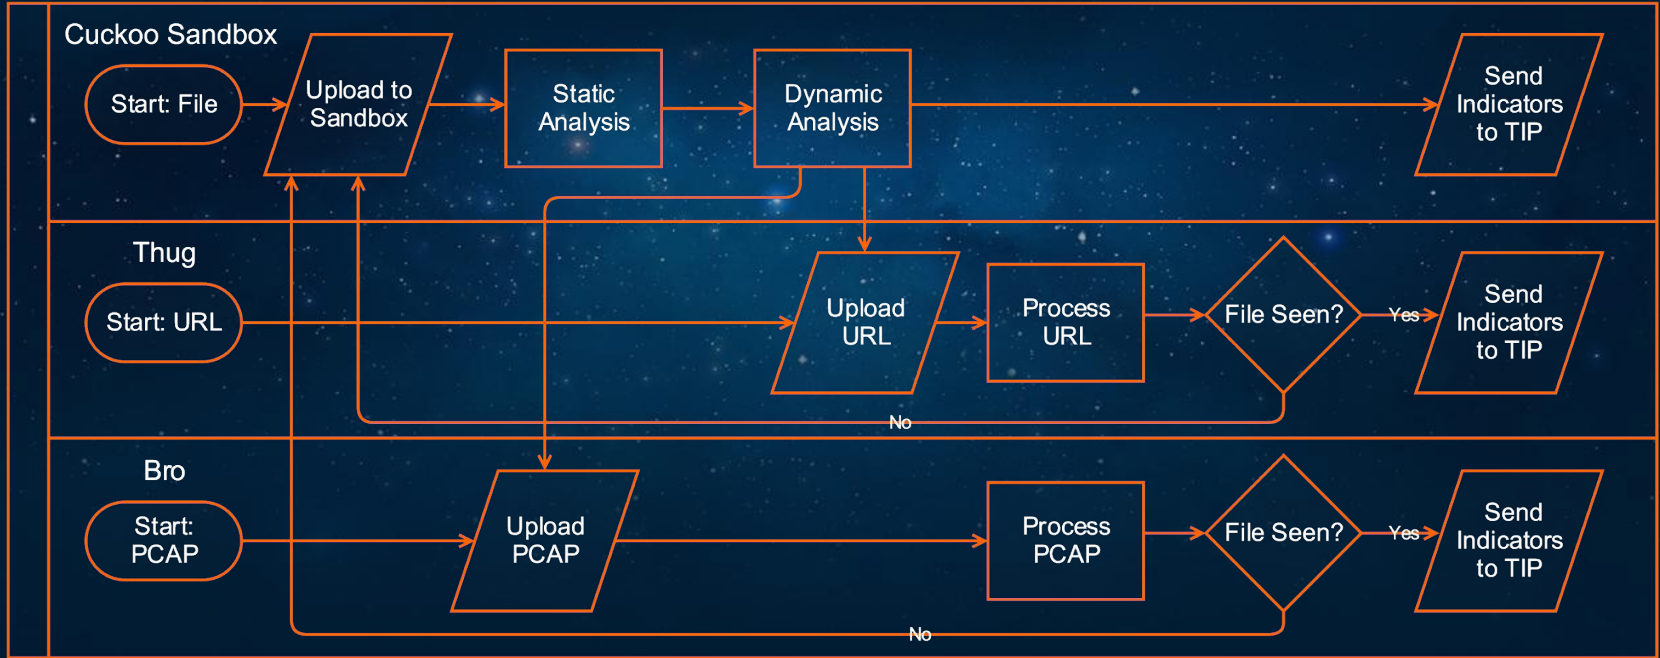 Cuckoo Sandbox
Start: File
Upload to
Sandbox
Static
Analysis
Dynamic
Analysis
Send
Indicators
to TIP
Thug
Start: URL
Upload
URL
Process
URL
File Seen?
Yes
Send
Indicators
to TIP
No
Bro
Start:
PCAP
Upload
PCAP
Process
PCAP
File Seen?
Yes
Send
Indicators
to TIP
No